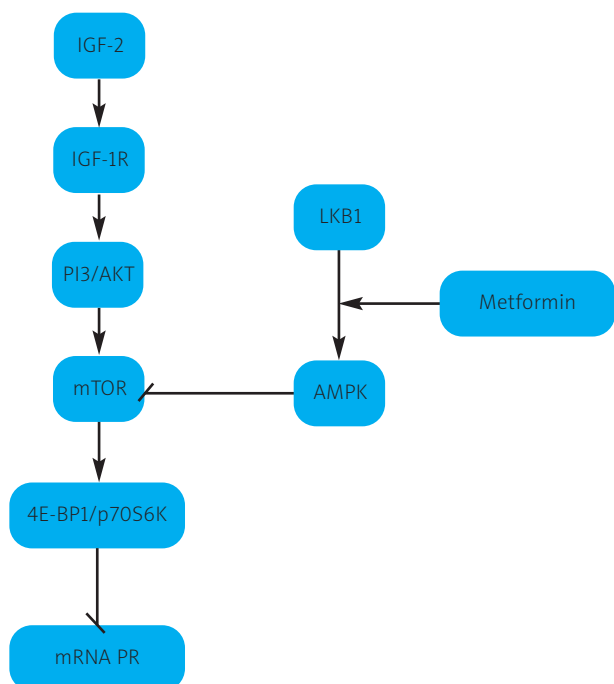 IGF-2
IGF-1R
LKB1
PI3/AKT
Metformin
mTOR
AMPK
4E-BP1/p70S6K
mRNA PR